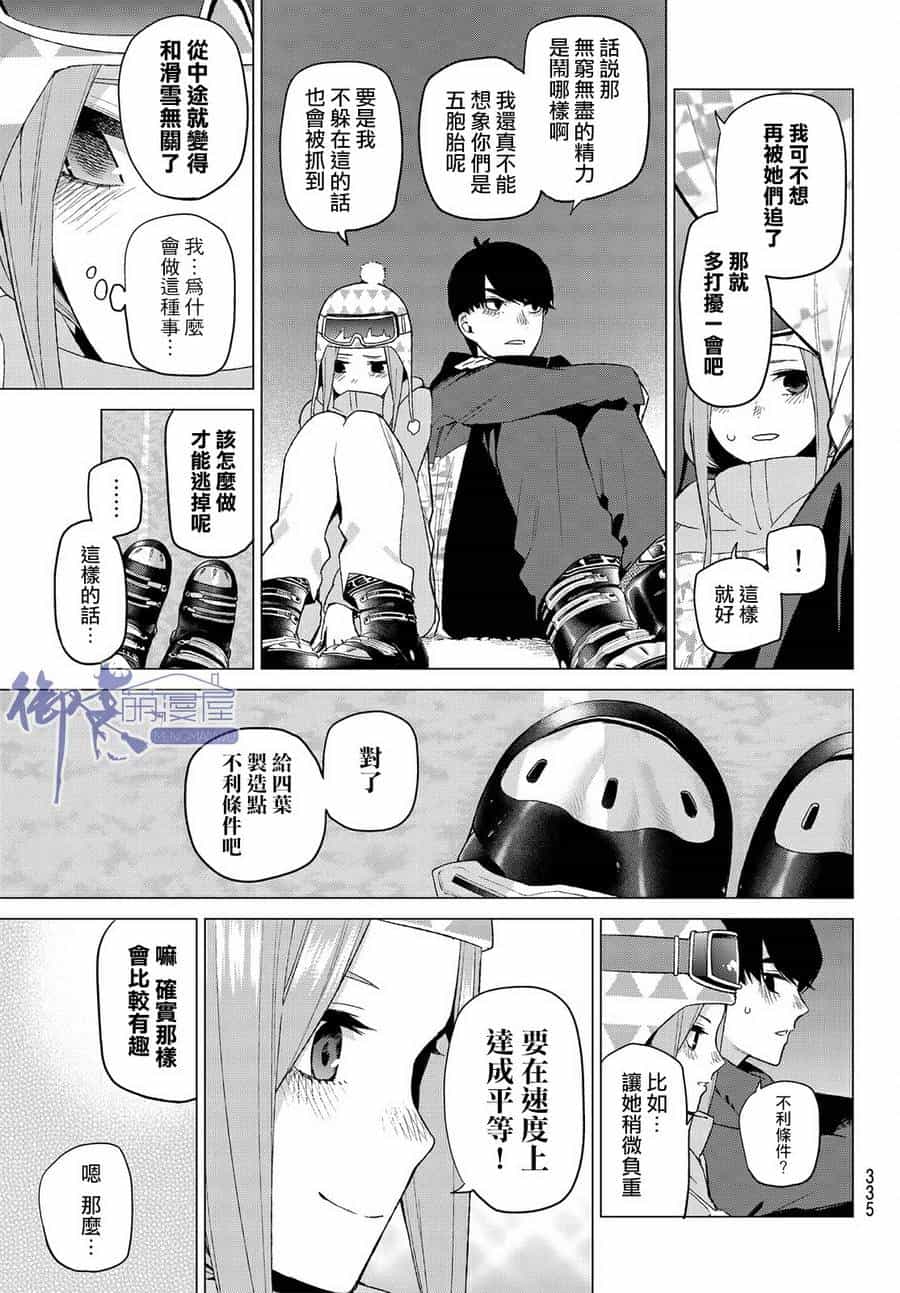 我可不想
再被她們追了
那就
多打擾一會吧
！
這樣
就好
話說那
無窮無盡的精力
是鬧哪樣啊
我還真不能
想象你們是
五胞胎呢
要是我
不躲在這的話
也會被抓到
從中途就變得
和滑雪無關了
我…爲什麼
會做這種事…
該怎麼做
才能逃掉呢
……
這樣的話…
對了
給四葉
製造點
不利條件吧
不利條件？
比如…
讓她稍微負重
要在速度上
達成平等！
嘛 確實那樣
會比較有趣
嗯 那麼…
335
御宅萌漫屋